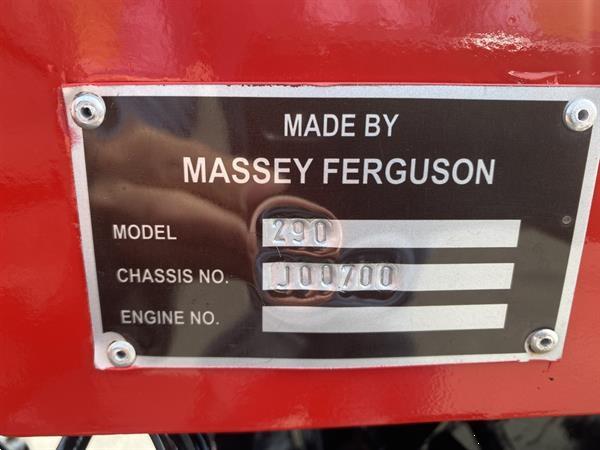 MADE BY
MASSEY FERGUSON
MODEL 290
CHASSIS NO. J00700
ENGINE NO.